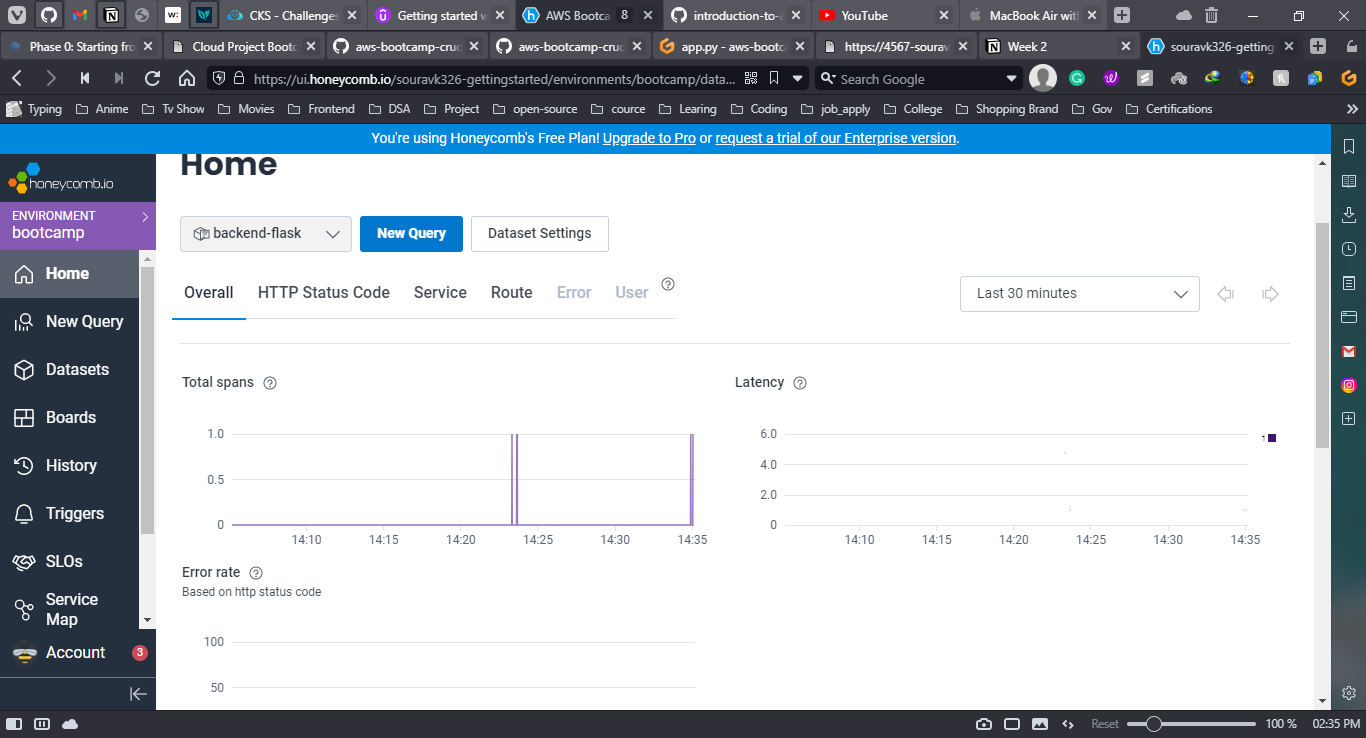 CKS - Challenges
Getting started w
AWS Bootca
8
introduction-to-
YouTube
MacBook Air wit
Phase 0: Starting fro
Cloud Project Bootc
aws-bootcamp-cruc
aws-bootcamp-cruc
app.py - aws-bootc
https://4567-sourav
Week 2
souravk326-getting
https://ui.honeycomb.io/souravk326-gettingstarted/environments/bootcamp/data...
Search Google
Typing
Anime
Tv Show
Movies
Frontend
DSA
Project
open-source
cource
Learing
Coding
job_apply
College
Shopping Brand
Gov
Certifications
You're using Honeycomb's Free Plan! Upgrade to Pro or request a trial of our Enterprise version.
honeycomb.io
ENVIRONMENT
bootcamp
Home
New Query
Datasets
Boards
History
Triggers
SLOs
Service
Map
Account
3
Home
backend-flask
New Query
Dataset Settings
Overall
HTTP Status Code
Service
Route
Error
User
Last 30 minutes
Total spans
1.0
0.5
0
14:10
14:15
14:20
14:25
14:30
14:35
Latency
6.0
4.0
2.0
0
14:10
14:15
14:20
14:25
14:30
14:35
Error rate
Based on http status code
100
50
Reset
100 %
02:35 PM